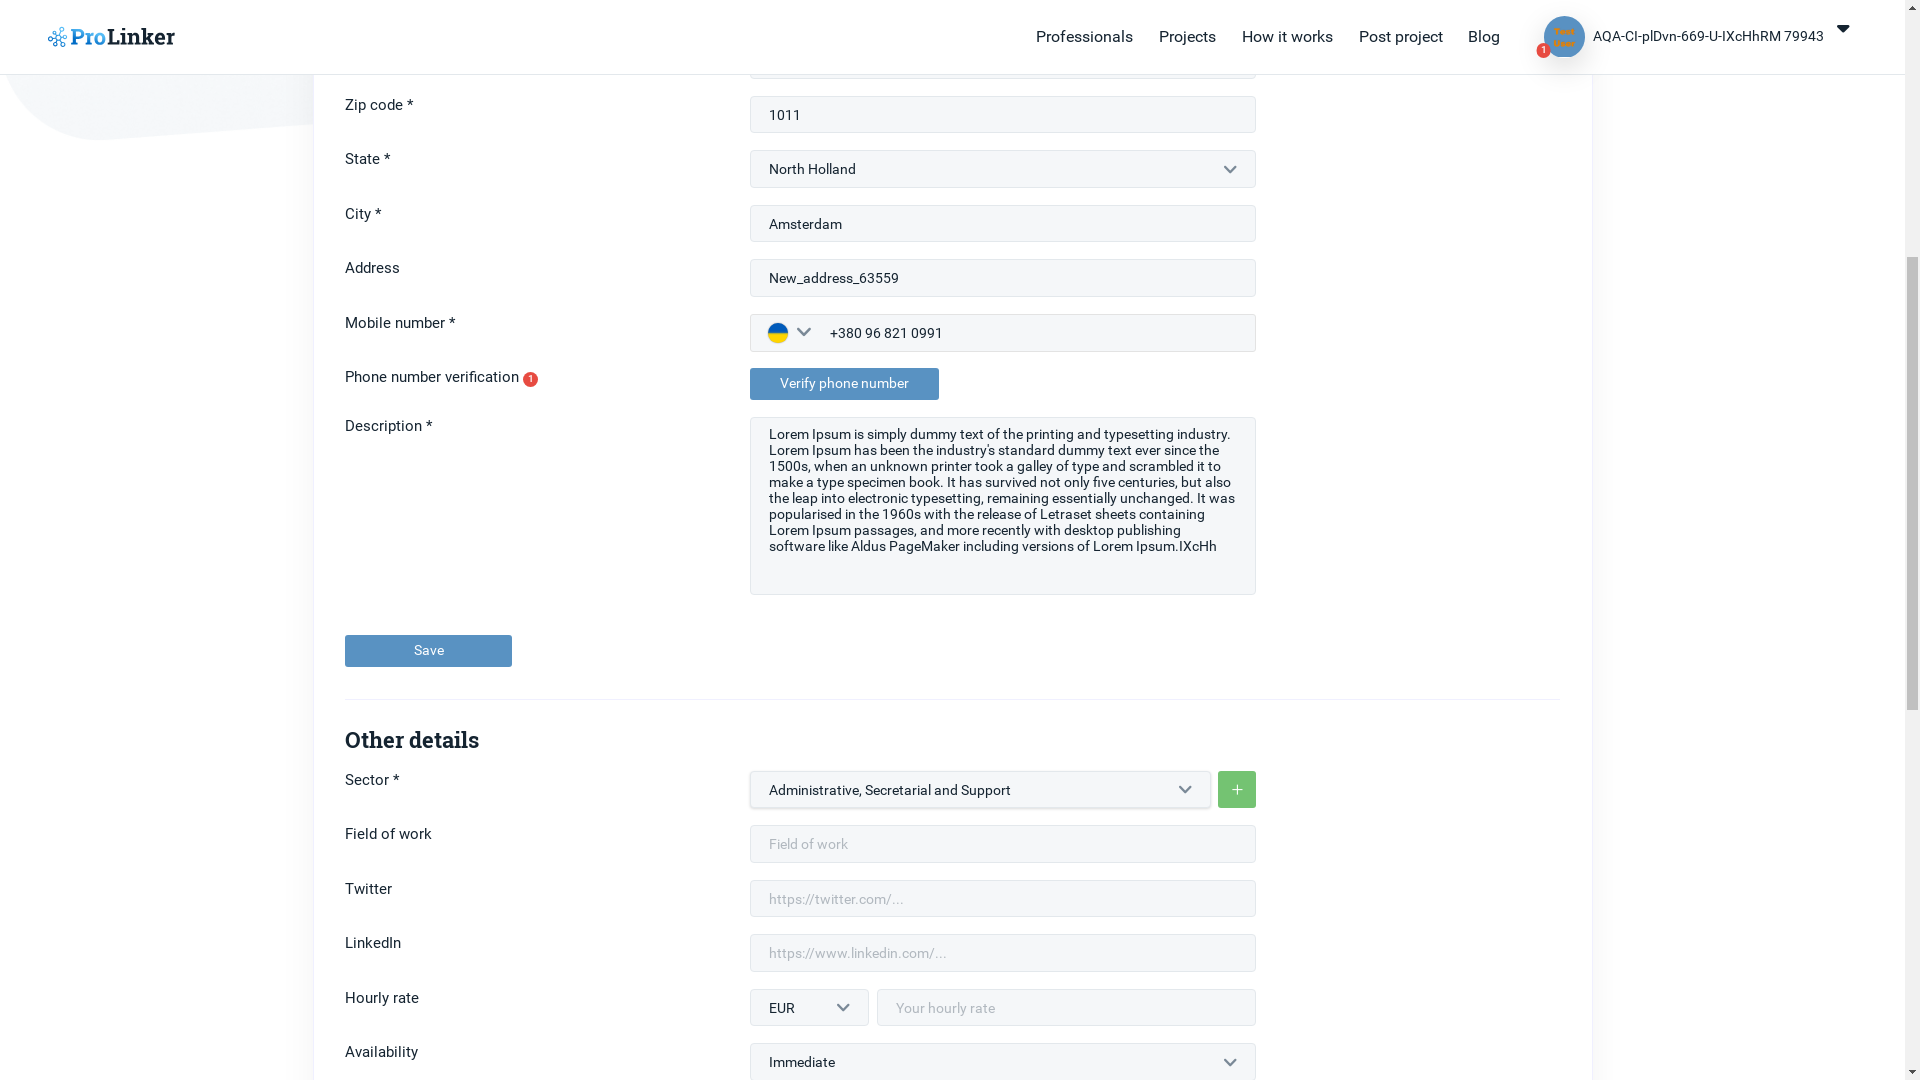 ProLinker
Professionals
Projects
How it works
Post project
Blog
Test
User
1
AQA-CI-plDvn-669-U-IXcHhRM 79943
Zip code *
1011
State *
North Holland
City *
Amsterdam
Address
New_address_63559
Mobile number *
+380 96 821 0991
Phone number verification 1
Verify phone number
Description *
Lorem Ipsum is simply dummy text of the printing and typesetting industry.
Lorem Ipsum has been the industry's standard dummy text ever since the
1500s, when an unknown printer took a galley of type and scrambled it to
make a type specimen book. It has survived not only five centuries, but also
the leap into electronic typesetting, remaining essentially unchanged. It was
popularised in the 1960s with the release of Letraset sheets containing
Lorem Ipsum passages, and more recently with desktop publishing
software like Aldus PageMaker including versions of Lorem Ipsum.IXcHh
Save
Other details
Sector *
Administrative, Secretarial and Support
+
Field of work
Field of work
Twitter
https://twitter.com/...
LinkedIn
https://www.linkedin.com/...
Hourly rate
EUR
Your hourly rate
Availability
Immediate